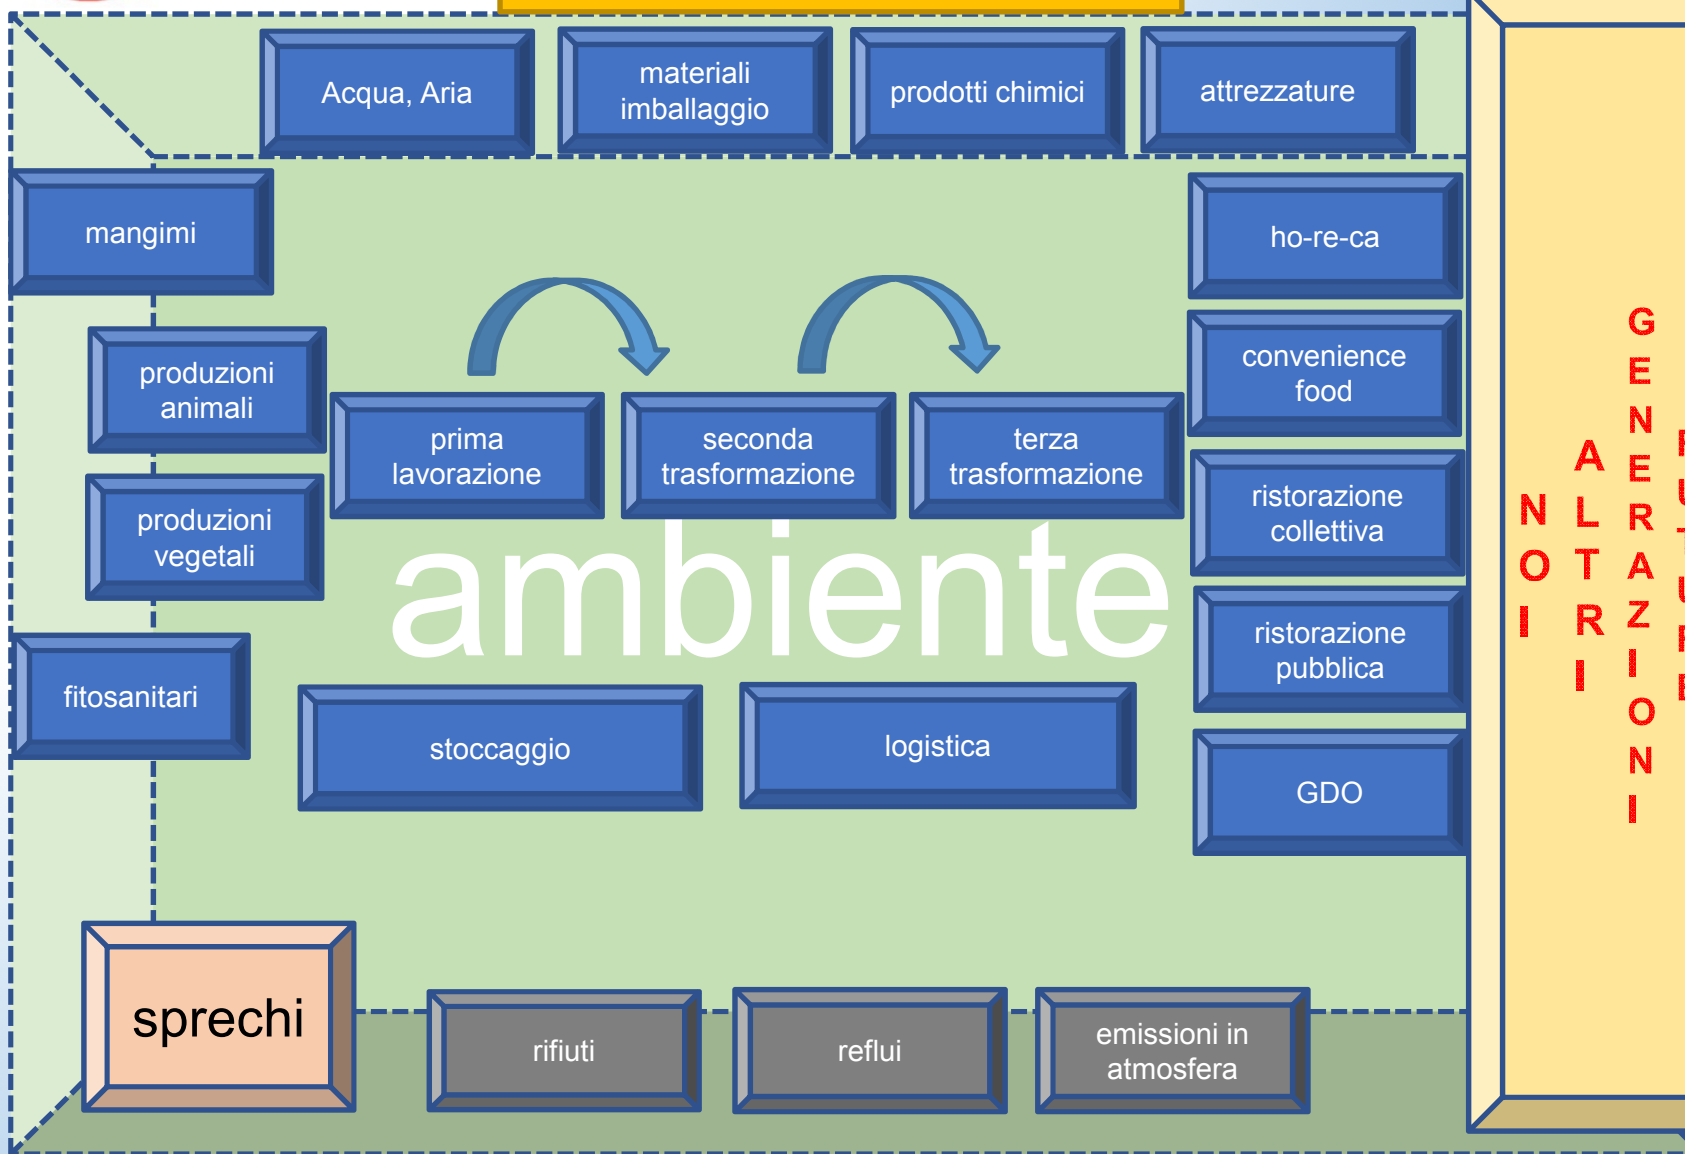 Acqua, Aria
materiali
imballaggio
prodotti chimici
attrezzature
mangimi
ho-re-ca
produzioni
animali
convenience
food
prima
lavorazione
seconda
trasformazione
terza
trasformazione
produzioni
vegetali
ristorazione
collettiva
ambiente
fitosanitari
ristorazione
pubblica
stoccaggio
logistica
GDO
sprechi
rifiuti
reflui
emissioni in
atmosfera
NOI
ALTRI
GENERAZIONI